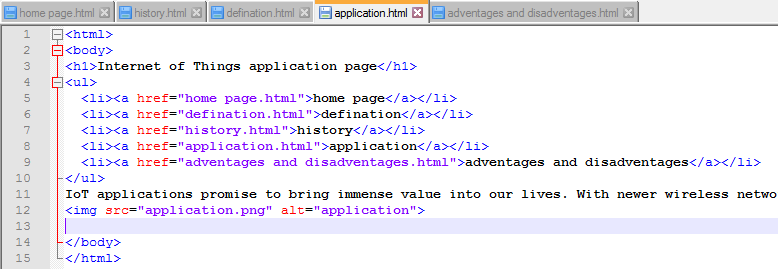 home page.html history.html defination.html application.html adventages and disadventages.html
1 <html>
2 <body>
3 <h1>Internet of Things application page</h1>
4 <ul>
5 <li><a href="home page.html">home page</a></li>
6 <li><a href="defination.html">defination</a></li>
7 <li><a href="history.html">history</a></li>
8 <li><a href="application.html">application</a></li>
9 <li><a href="adventages and disadventages.html">adventages and disadventages</a></li>
10 </ul>
11 IoT applications promise to bring immense value into our lives. With newer wireless netwo
12 <img src="application.png" alt="application">
13
14 </body>
15 </html>